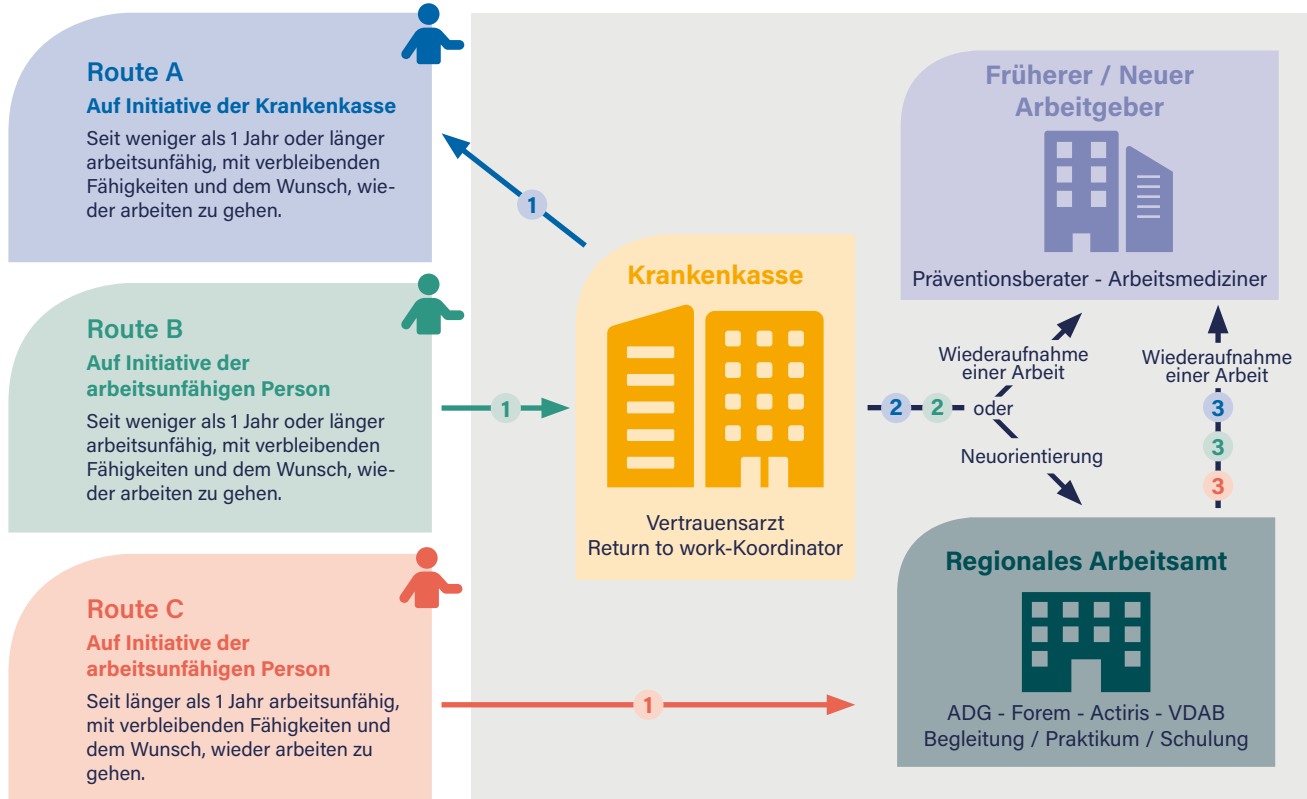 Route A
Auf Initiative der Krankenkasse
Seit weniger als 1 Jahr oder länger
arbeitsunfähig, mit verbleibenden
Fähigkeiten und dem Wunsch, wie-
der arbeiten zu gehen.
Route B
Auf Initiative der
arbeitsunfähigen Person
Seit weniger als 1 Jahr oder länger
arbeitsunfähig, mit verbleibenden
Fähigkeiten und dem Wunsch, wie-
der arbeiten zu gehen.
Route C
Auf Initiative der
arbeitsunfähigen Person
Seit länger als 1 Jahr arbeitsunfähig,
mit verbleibenden Fähigkeiten und
dem Wunsch, wieder arbeiten zu
gehen.
1
1
1
Krankenkasse
Vertrauensarzt
Return to work-Koordinator
2 2
oder
Wiederaufnahme
einer Arbeit
Neuorientierung
Früherer / Neuer
Arbeitgeber
Präventionsberater - Arbeitsmediziner
Wiederaufnahme
einer Arbeit
3
3
3
Regionales Arbeitsamt
ADG - Forem - Actiris - VDAB
Begleitung / Praktikum / Schulung